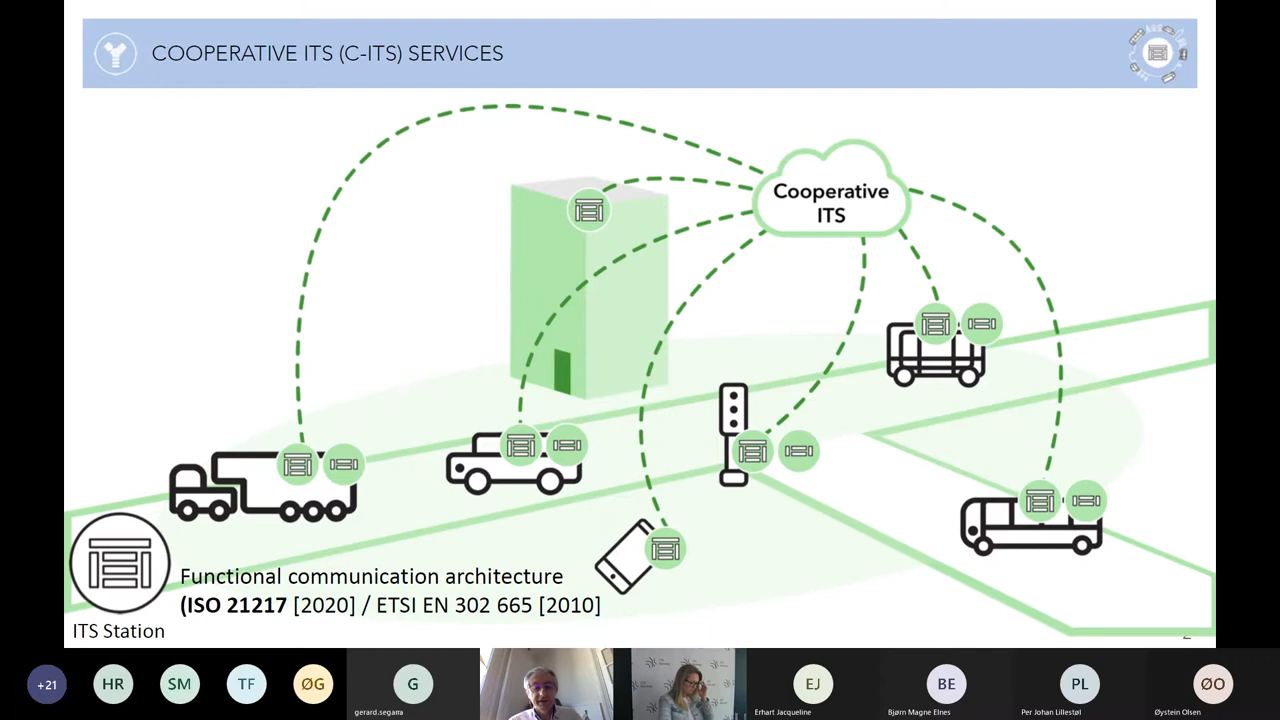 COOPERATIVE ITS (C-ITS) SERVICES
Cooperative
ITS
Functional communication architecture
(ISO 21217 [2020] / ETSI EN 302 665 [2010]
ITS Station
+21
HR
SM
TF
ØG
G
EJ
BE
PL
ØO
gerard.segarra
Erhart Jacqueline
Bjørn Magne Elnes
Per Johan Lillestøl
Øystein Olsen